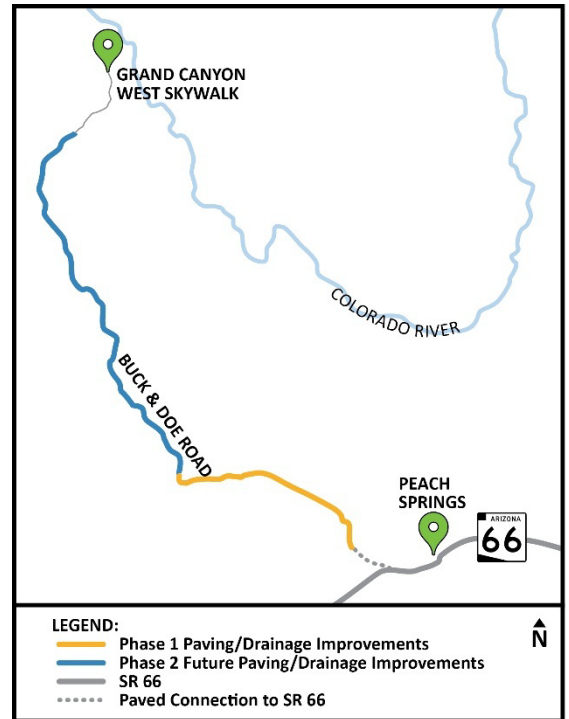 GRAND CANYON
WEST SKYWALK
COLORADO RIVER
BUCK & DOE ROAD
PEACH
SPRINGS
ARIZONA
66
LEGEND:
Phase 1 Paving/Drainage Improvements
Phase 2 Future Paving/Drainage Improvements
SR 66
Paved Connection to SR 66
N